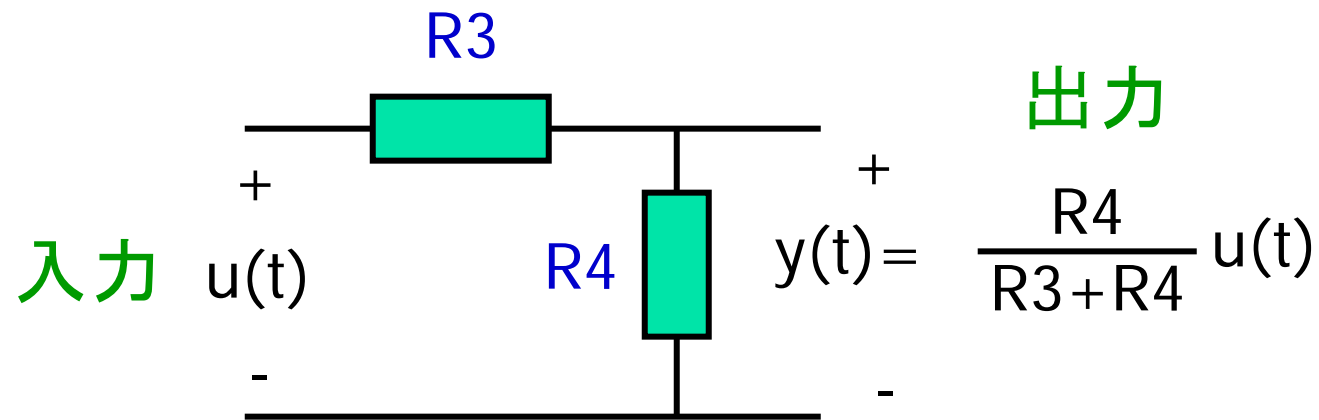 R3
出力
+
+
入力 u(t)
R4
y(t)= R4/R3+R4 u(t)
-
-